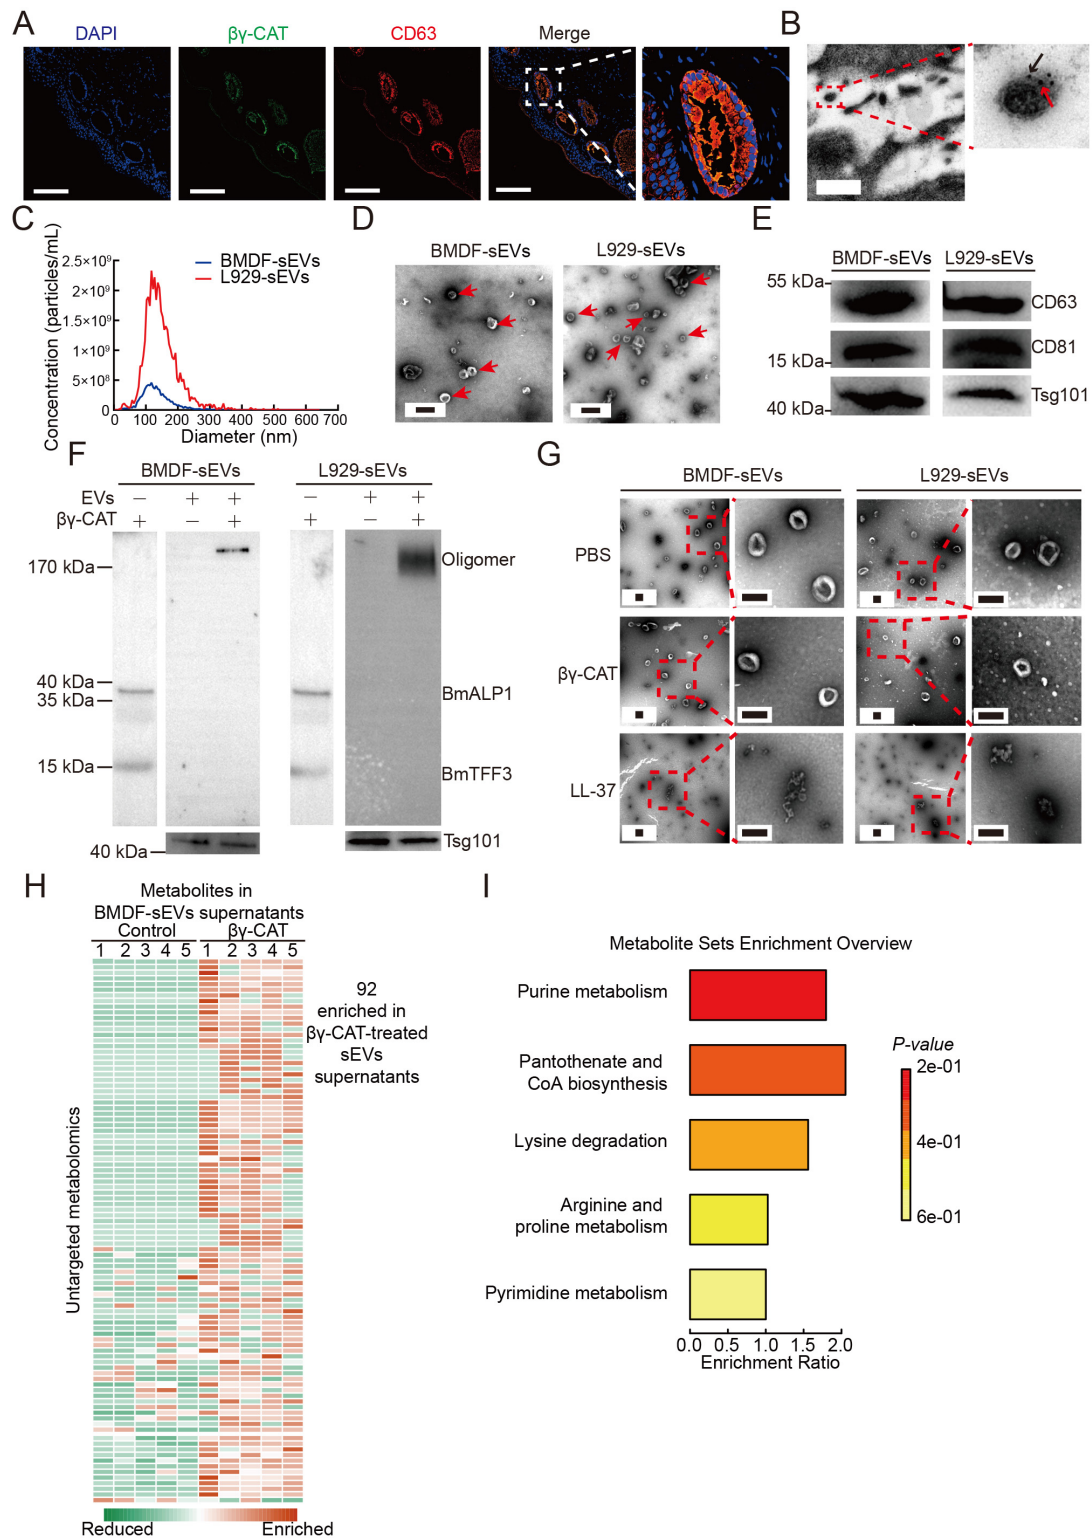 A
DAPI
βγ-CAT
CD63
Merge
B
C
Concentration (particles/mL)
2.5×10⁹
2×10⁹
1.5×10⁹
1×10⁹
5×10⁸
0
0 100 200 300 400 500 600 700
Diameter (nm)
BMDF-sEVs
L929-sEVs
D
BMDF-sEVs
L929-sEVs
E
BMDF-sEVs L929-sEVs
55 kDa
CD63
CD81
15 kDa
Tsg101
40 kDa
F
BMDF-sEVs
L929-sEVs
EVs − + + − + +
βγ-CAT + − + + − +
170 kDa
Oligomer
40 kDa
35 kDa
BmALP1
15 kDa
BmTFF3
40 kDa
Tsg101
G
BMDF-sEVs
L929-sEVs
PBS
βγ-CAT
LL-37
H
Metabolites in
BMDF-sEVs supernatants
Control βγ-CAT
1 2 3 4 5 1 2 3 4 5
Untargeted metabolomics
92
enriched in
βγ-CAT-treated
sEVs
supernatants
Reduced Enriched
I
Metabolite Sets Enrichment Overview
Purine metabolism
Pantothenate and
CoA biosynthesis
Lysine degradation
Arginine and
proline metabolism
Pyrimidine metabolism
0.0 0.5 1.0 1.5 2.0
Enrichment Ratio
P-value
2e-01
4e-01
6e-01